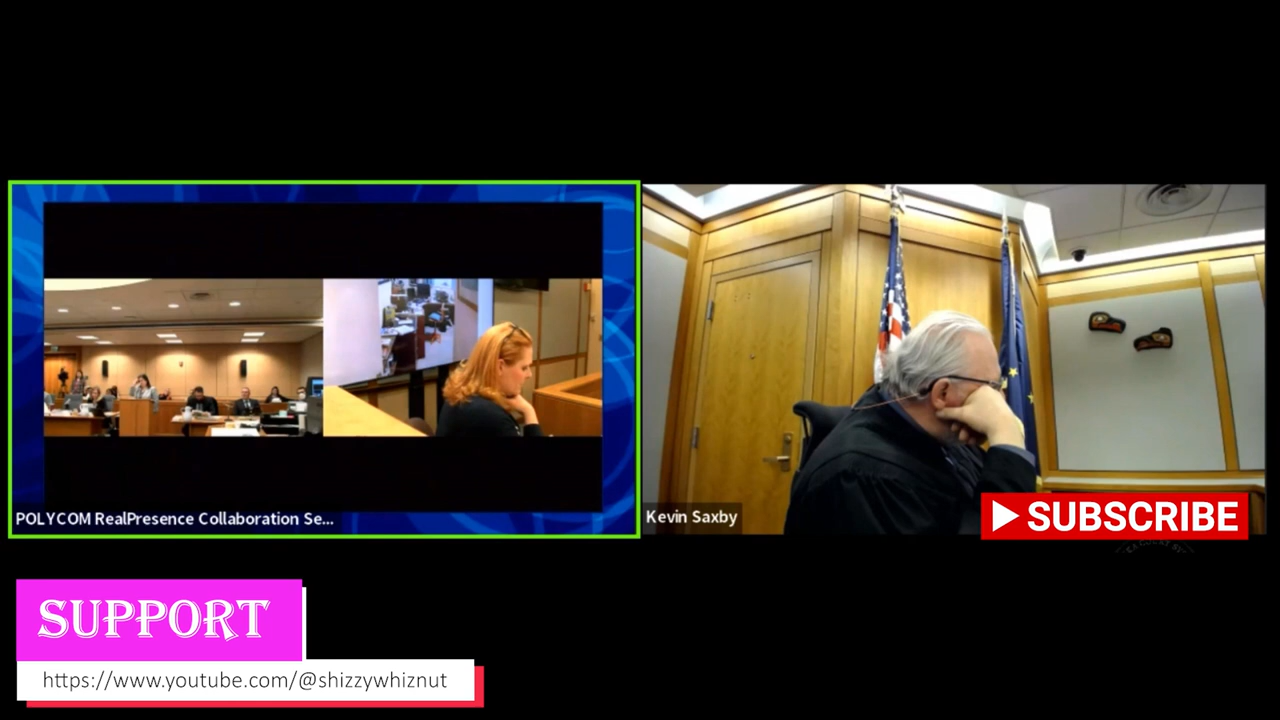 POLYCOM RealPresence Collaboration Se...
Kevin Saxby
SUBSCRIBE
SUPPORT
https://www.youtube.com/@shizzywhiznut